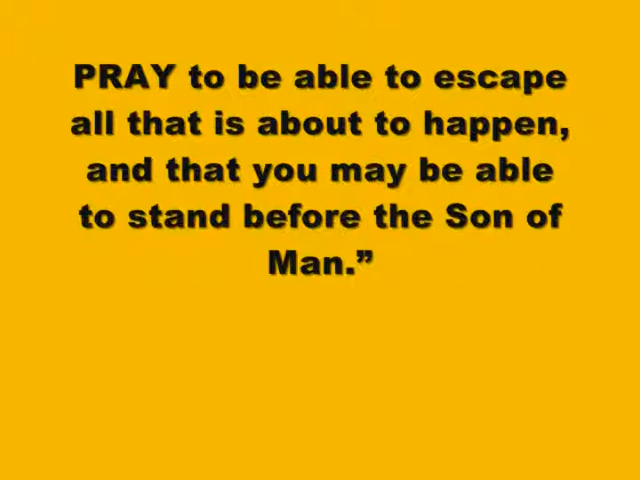 PRAY to be able to escape
all that is about to happen,
and that you may be able
to stand before the Son of
Man.”